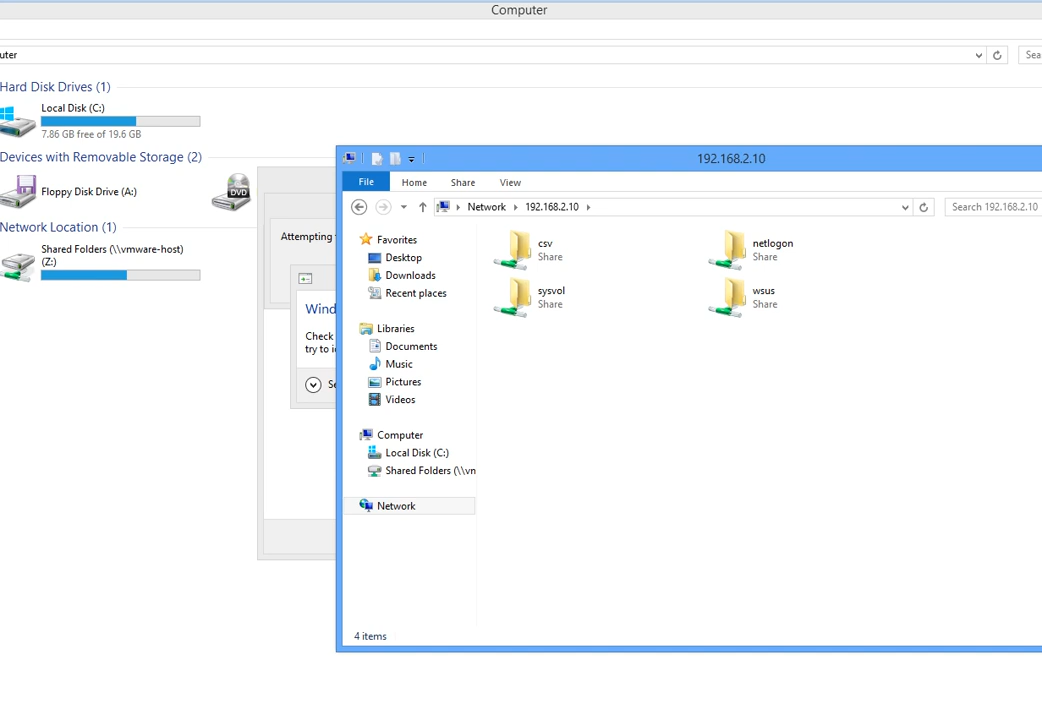 Computer
uter
Sea
Hard Disk Drives (1)
Local Disk (C:)
7.86 GB free of 19.6 GB
Devices with Removable Storage (2)
Floppy Disk Drive (A:)
DVD
Network Location (1)
Shared Folders (\\vmware-host)
(Z:)
Attempting
Wind
Check
try to i
Se
192.168.2.10
File Home Share View
Network 192.168.2.10
Search 192.168.2.10
Favorites
Desktop
Downloads
Recent places
Libraries
Documents
Music
Pictures
Videos
Computer
Local Disk (C:)
Shared Folders (\\vn
Network
csv
Share
netlogon
Share
sysvol
Share
wsus
Share
4 items